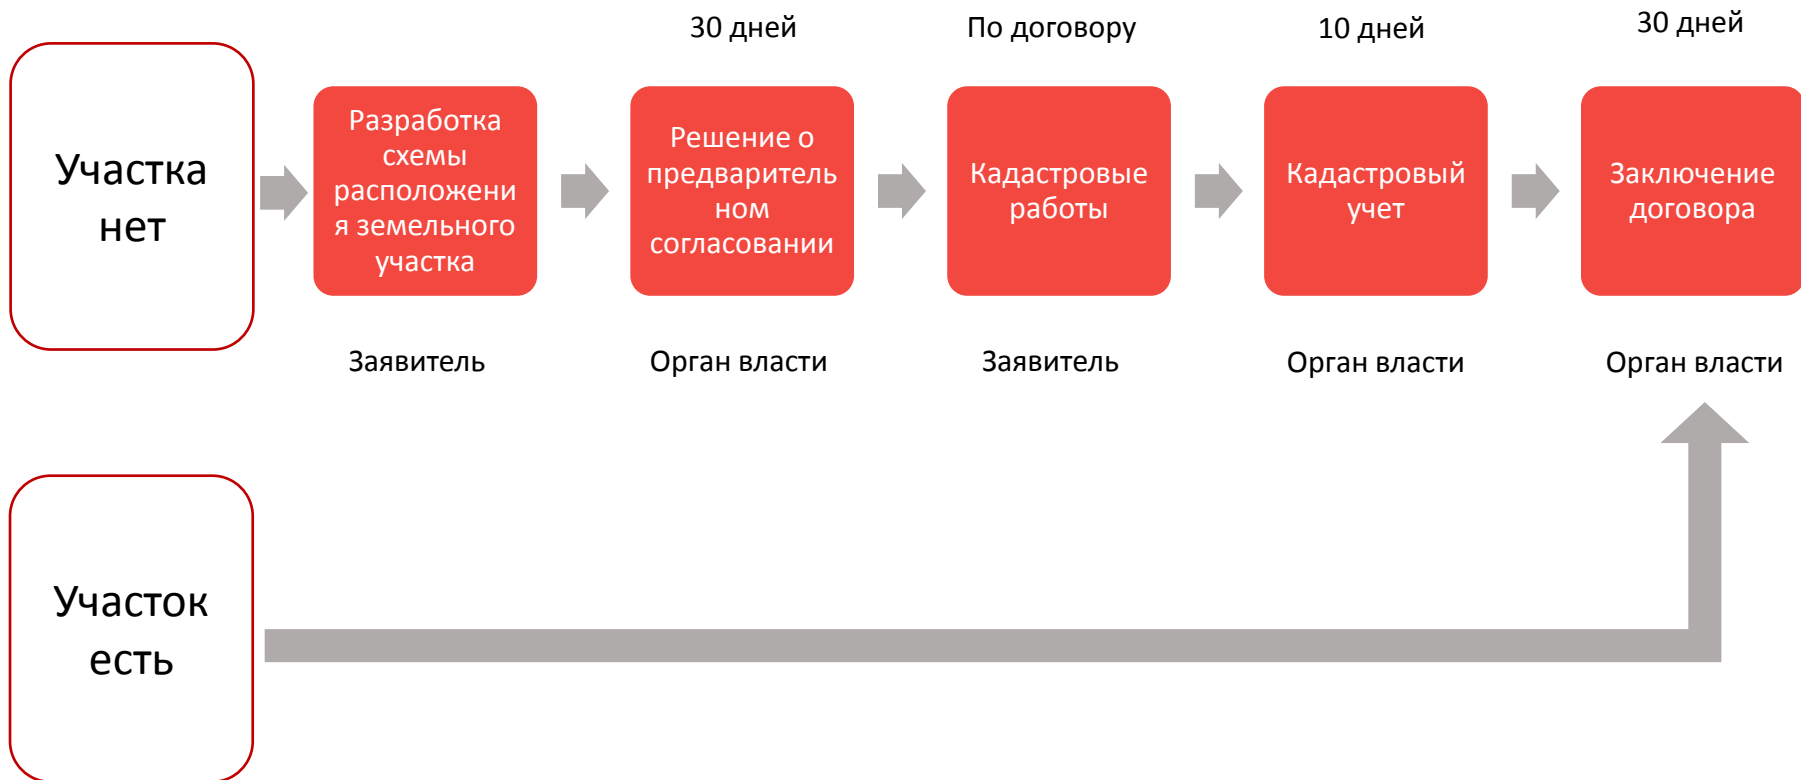 30 дней
По договору
10 дней
30 дней
Участка
нет
Разработка
схемы
расположени
я земельного
участка
Решение о
предваритель
ном
согласовании
Кадастровые
работы
Кадастровый
учет
Заключение
договора
Заявитель
Орган власти
Заявитель
Орган власти
Орган власти
Участок
есть